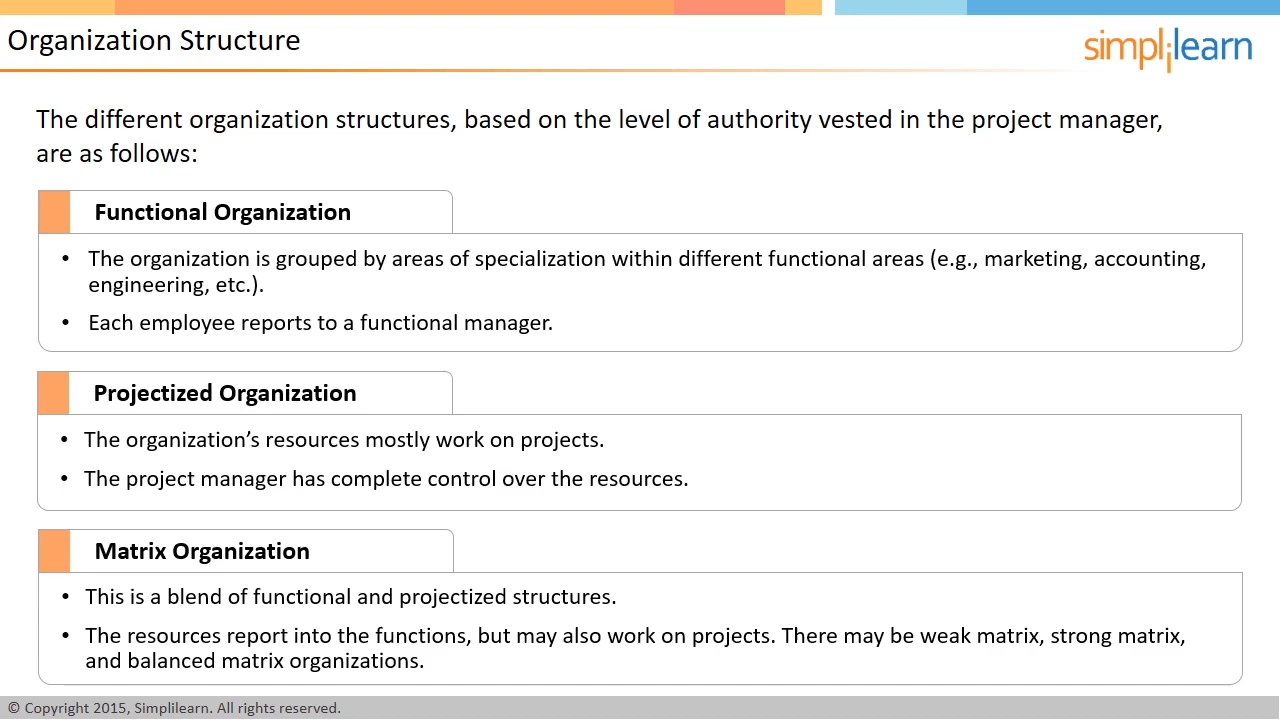 Organization Structure
simplilearn
The different organization structures, based on the level of authority vested in the project manager,
are as follows:
Functional Organization
• The organization is grouped by areas of specialization within different functional areas (e.g., marketing, accounting,
engineering, etc.).
• Each employee reports to a functional manager.
Projectized Organization
• The organization’s resources mostly work on projects.
• The project manager has complete control over the resources.
Matrix Organization
• This is a blend of functional and projectized structures.
• The resources report into the functions, but may also work on projects. There may be weak matrix, strong matrix,
and balanced matrix organizations.
© Copyright 2015, Simplilearn. All rights reserved.